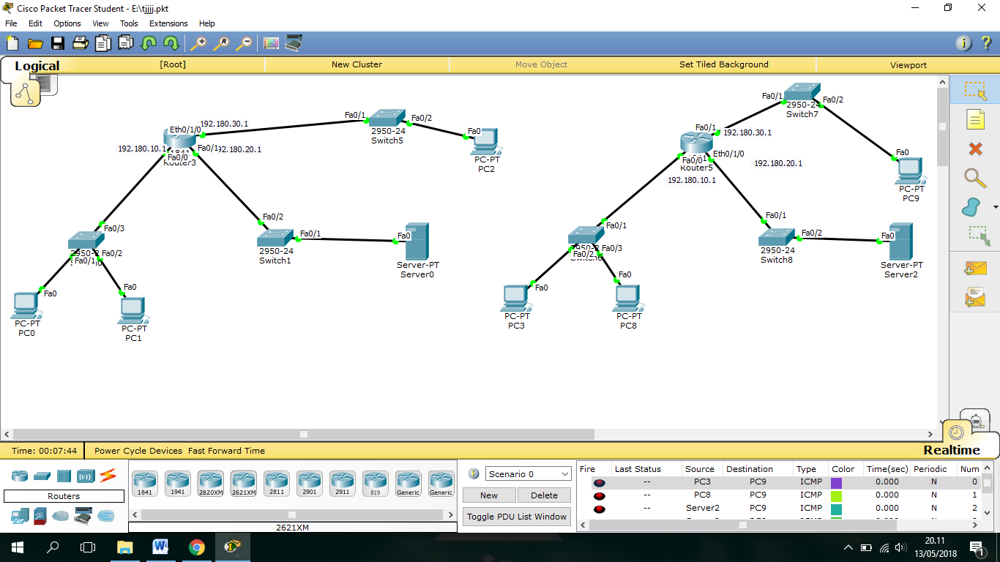 Cisco Packet Tracer Student - E:\tjjjj.pkt
File Edit Options View Tools Extensions Help
Logical [Root] New Cluster Move Object Set Tiled Background Viewport
Fa0/1 Fa0/2
2950-24
Switch7
Fa0/1 Fa0/2
2950-24
Switch5
192.180.30.1
Eth0/1/0
192.180.10.1 Fa0/1 192.180.20.1
Fa0/0
Router3
Fa0
PC-PT
PC2
Fa0/1
192.180.30.1
Fa0/0 Eth0/1/0
Router5
192.180.20.1
192.180.10.1
Fa0
PC-PT
PC9
Fa0/3
Fa0/1 Fa0/2
Fa0/2
Fa0/1
2950-24
Switch1
Fa0
Server-PT
Server0
Fa0/1
Fa0/2 Fa0/3
Fa0/1
Fa0/2
2950-24
Switch8
Fa0
Server-PT
Server2
Fa0
PC-PT
PC0
Fa0
PC-PT
PC1
Fa0
PC-PT
PC3
Fa0
PC-PT
PC8
Time: 00:07:44 Power Cycle Devices Fast Forward Time Realtime
Routers
1841 1941 2620XM 2621XM 2811 2901 2911 819 Generic Generic
2621XM
Scenario 0
New Delete
Toggle PDU List Window
Fire Last Status Source Destination Type Color Time(sec) Periodic Num
-- PC3 PC9 ICMP 0.000 N 0
-- PC8 PC9 ICMP 0.000 N 1
-- Server2 PC9 ICMP 0.000 N 2
20.11
13/05/2018
1